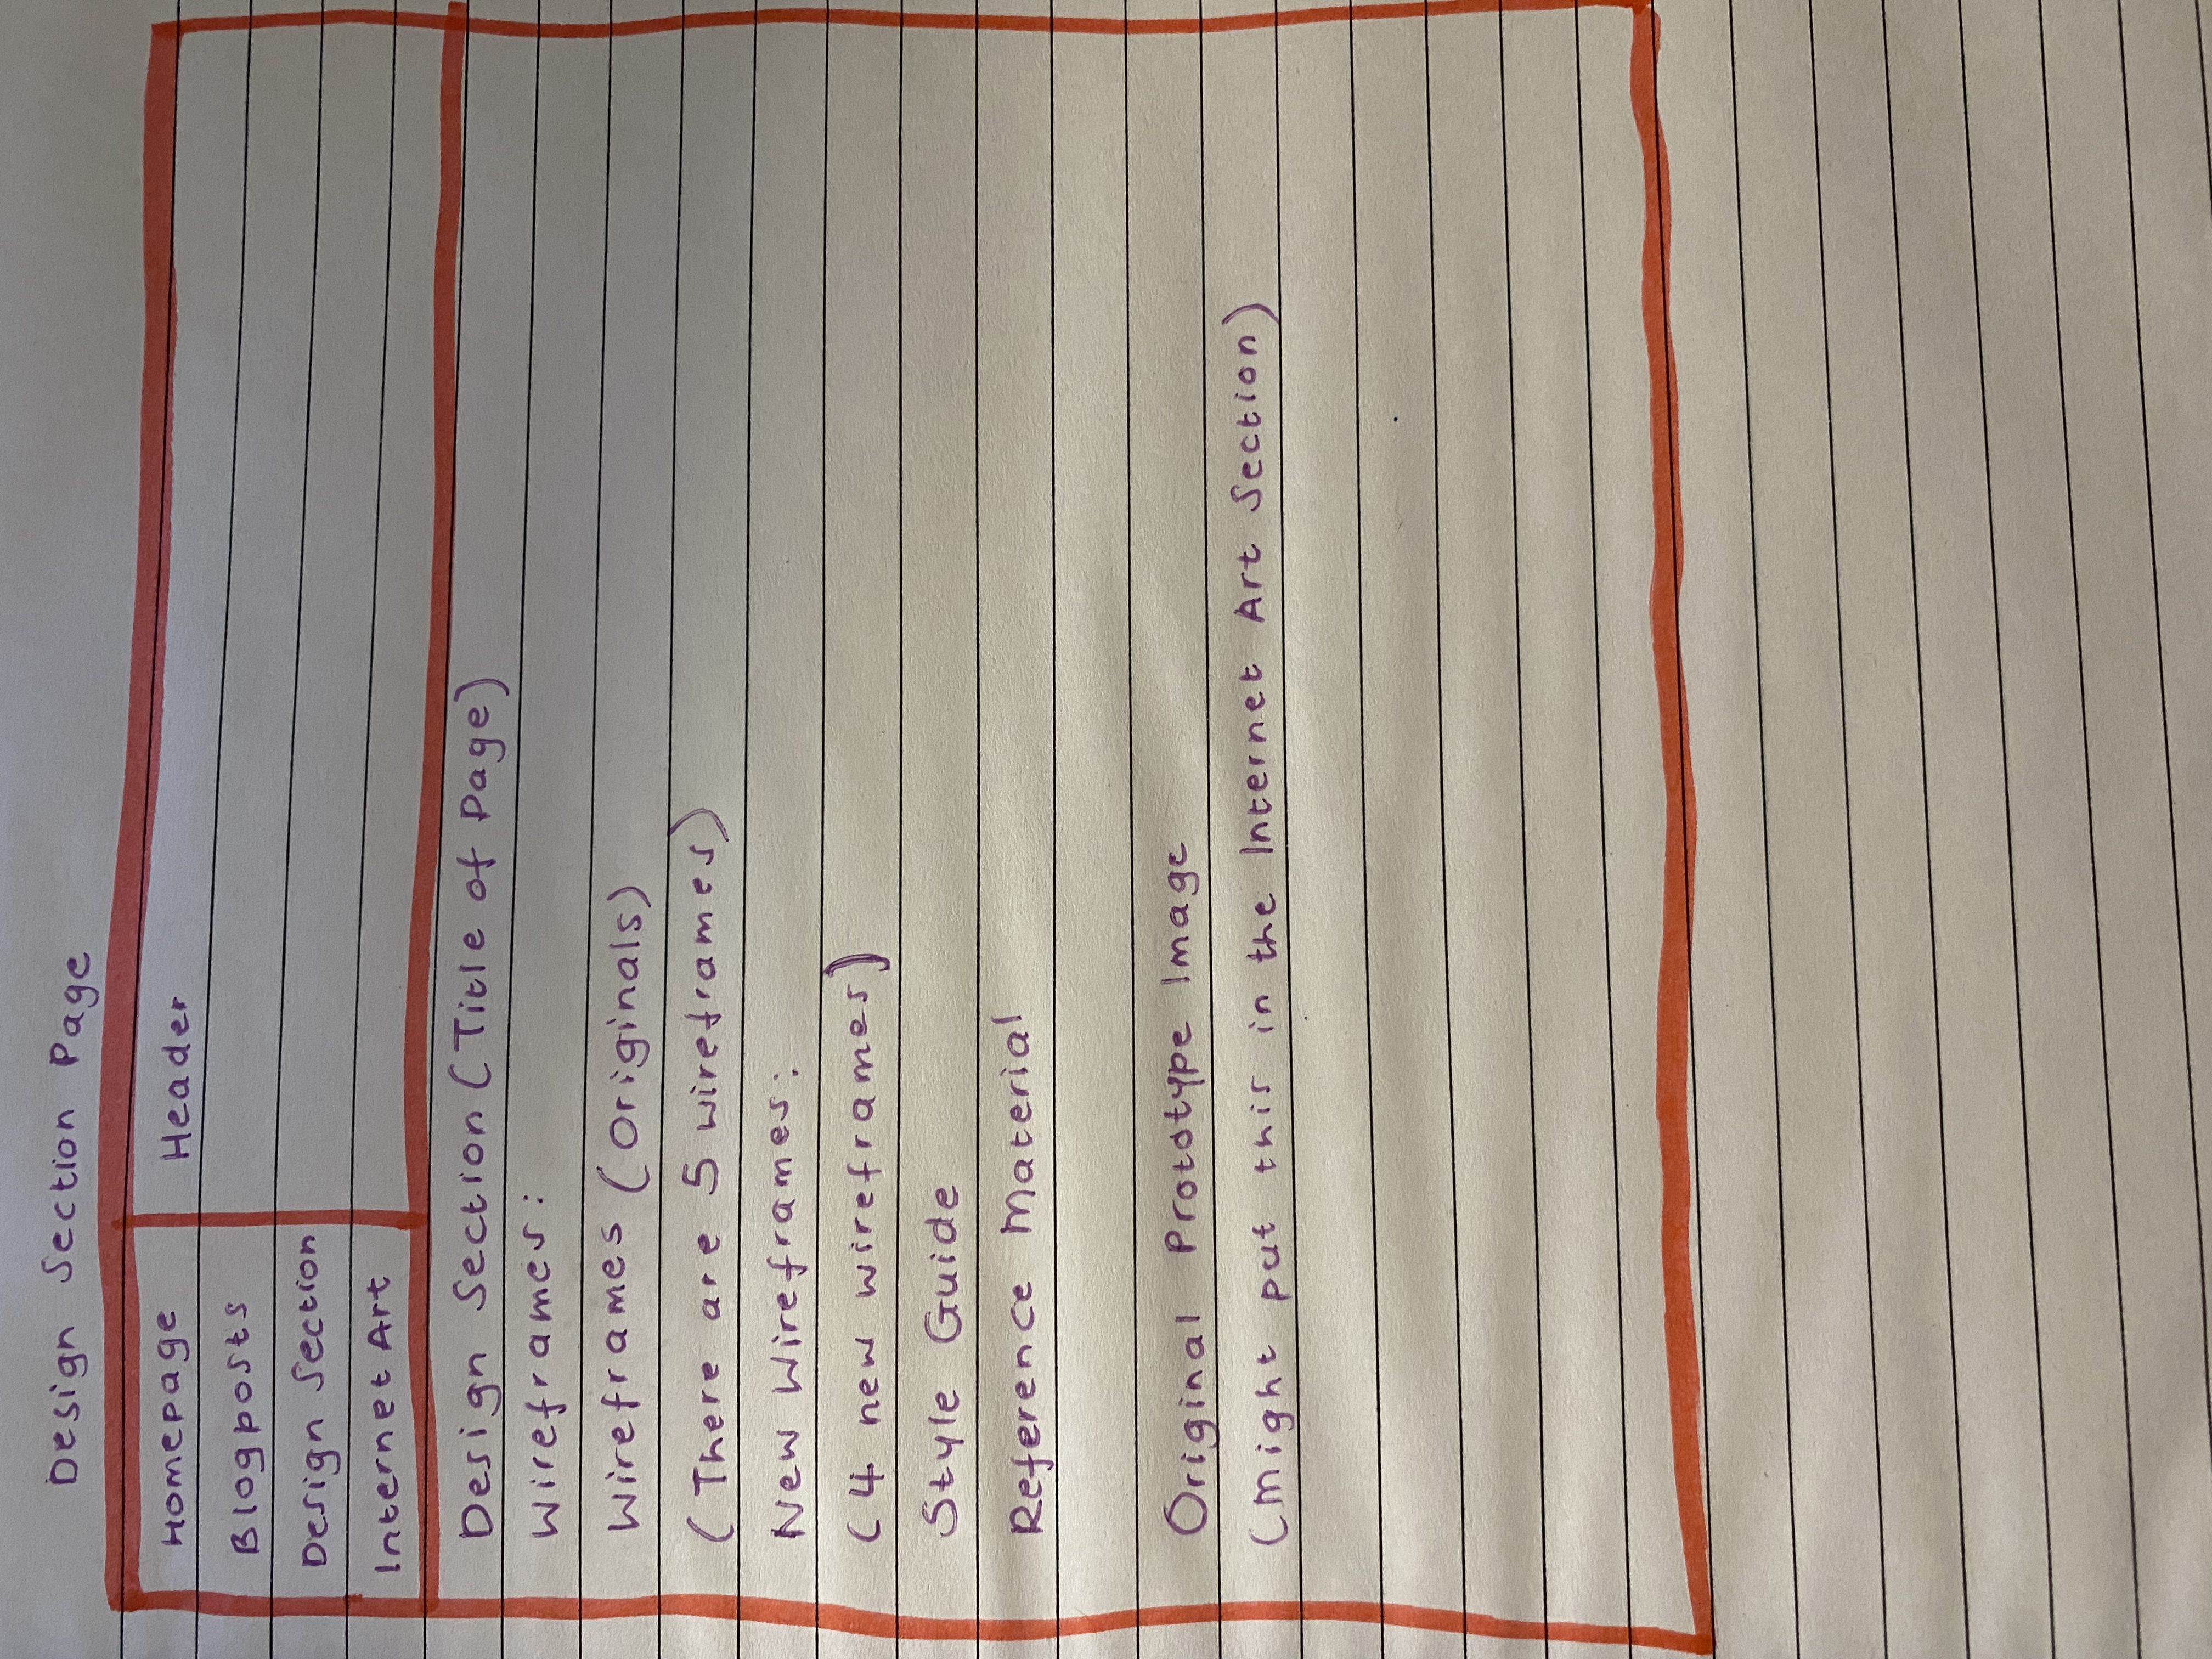 Design Section Page
Homepage
Header
Blogposts
Design Section
Internet Art
Design Section (Title of Page)
Wireframes:
Wireframes (Originals)
(There are 5 wireframes)
New Wireframes:
(4 new wireframes)
Style Guide
Reference Material
Original Prototype Image
(Might put this in the Internet Art Section)